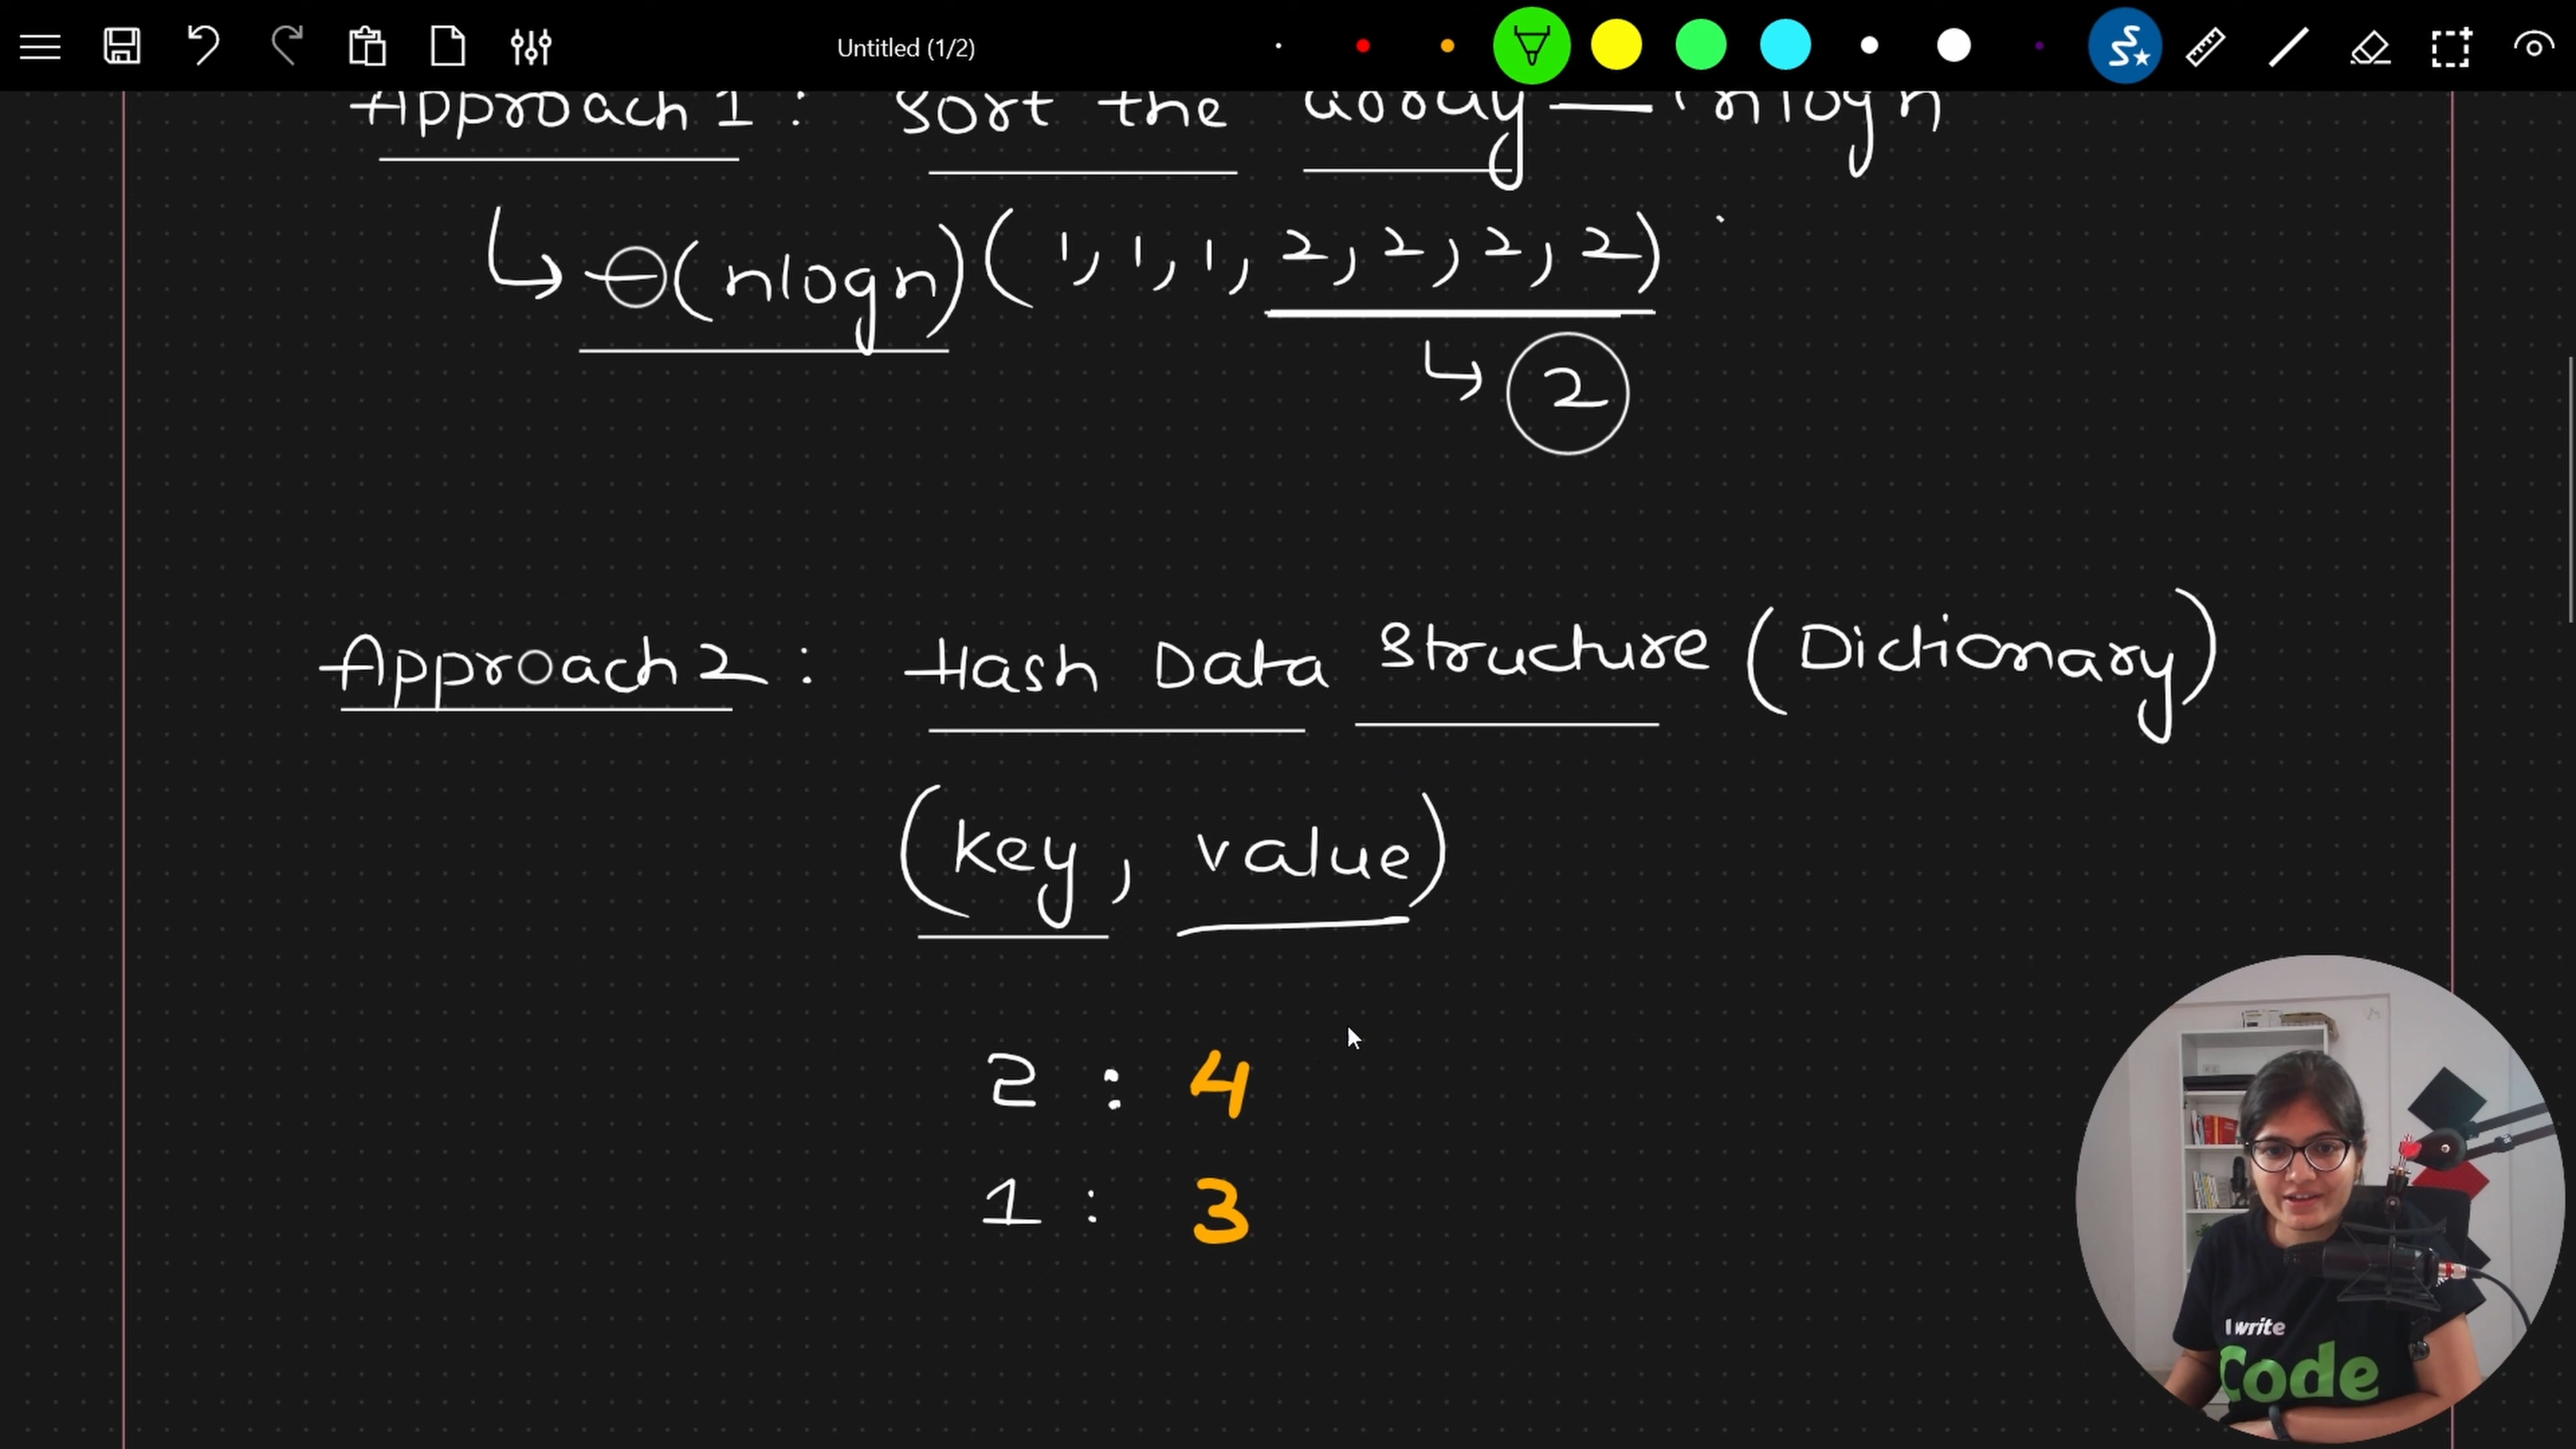 Untitled (1/2)
Approach 1 : Sort the array — nlogn
↳ θ(nlogn) (1, 1, 1, 2, 2, 2, 2)
↳ 2
Approach 2 : Hash Data Structure (Dictionary)
(key, value)
2 : 4
1 : 3
I write
Code